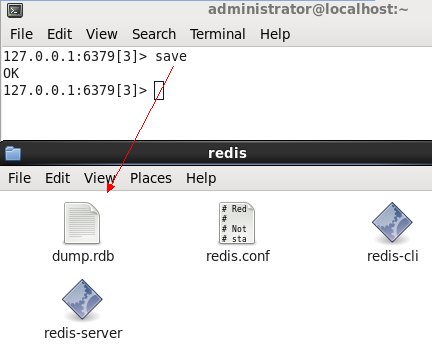 administrator@localhost:~
File Edit View Search Terminal Help
127.0.0.1:6379[3]> save
OK
127.0.0.1:6379[3]>
redis
File Edit View Places Help
# Red
#
# Not
# sta
dump.rdb redis.conf redis-cli
redis-server